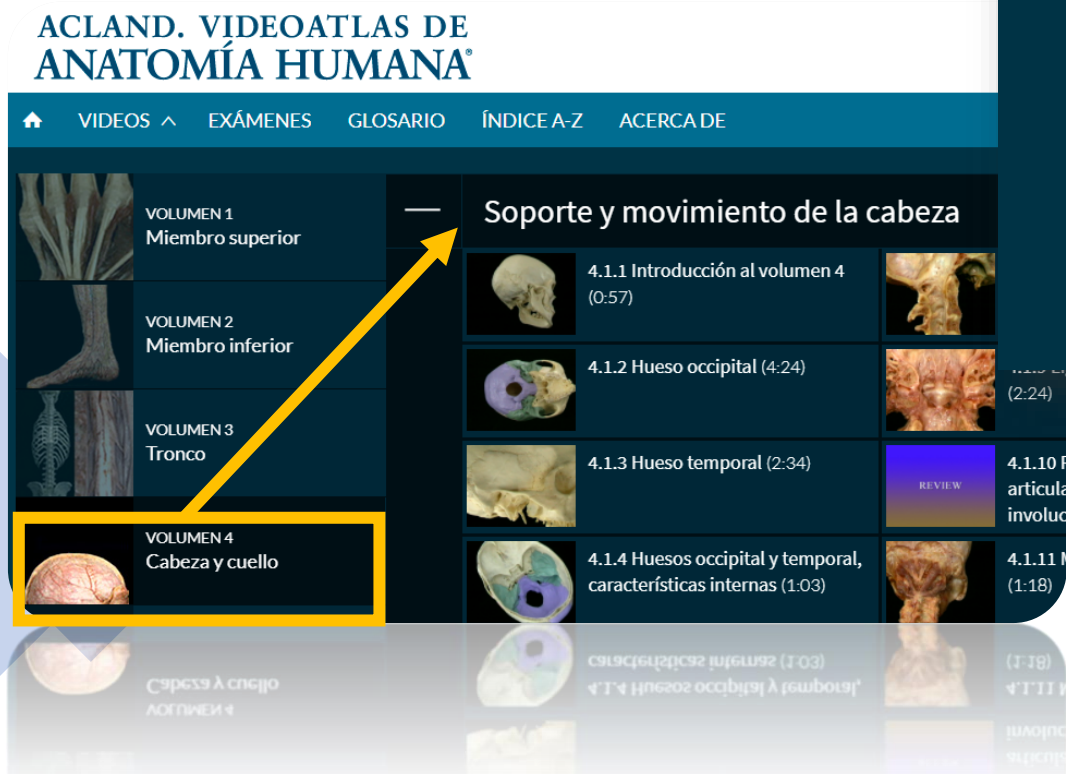 ACLAND. VIDEOATLAS DE
ANATOMÍA HUMANA®
VIDEOS
EXÁMENES
GLOSARIO
ÍNDICE A-Z
ACERCA DE
VOLUMEN 1
Miembro superior
VOLUMEN 2
Miembro inferior
VOLUMEN 3
Tronco
VOLUMEN 4
Cabeza y cuello
Soporte y movimiento de la cabeza
4.1.1 Introducción al volumen 4
(0:57)
4.1.2 Hueso occipital (4:24)
4.1.3 Hueso temporal (2:34)
4.1.4 Huesos occipital y temporal,
características internas (1:03)
(2:24)
REVIEW
4.1.10
4.1.11
(1:18)